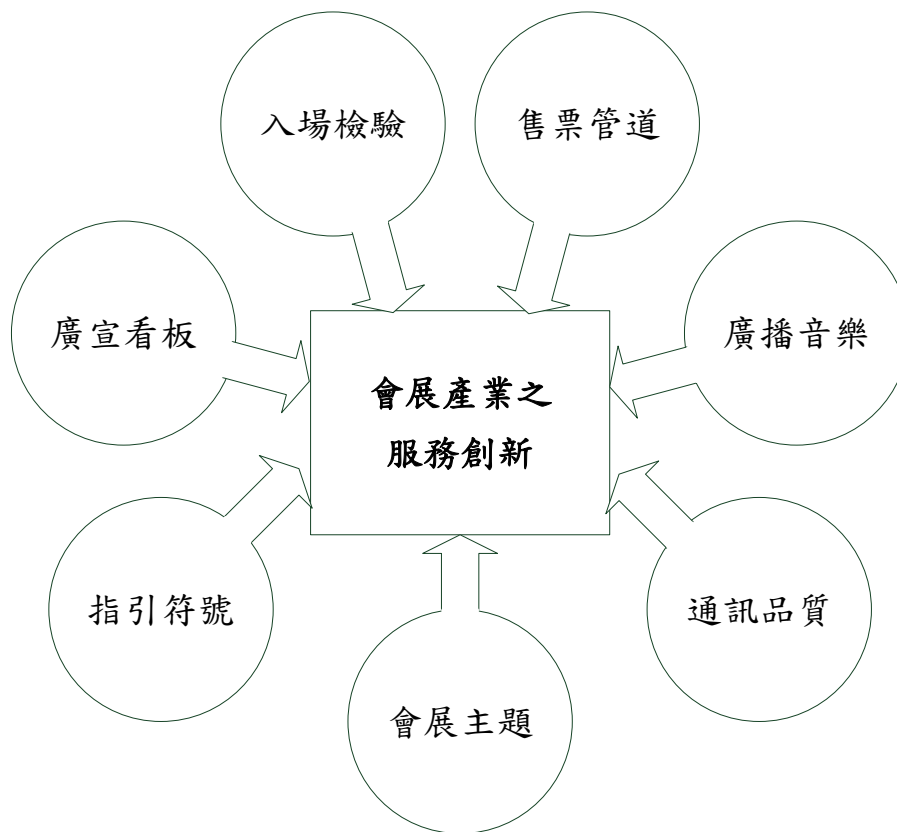 入場檢驗
售票管道
廣宣看板
廣播音樂
會展產業之
服務創新
指引符號
通訊品質
會展主題